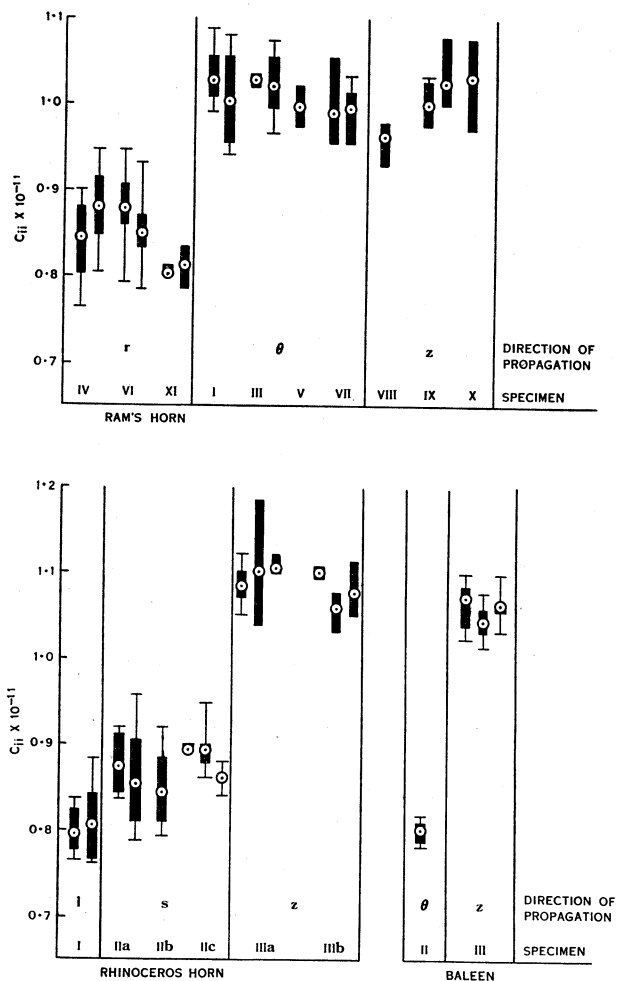 1·1
1·0
0·9
0·8
0·7
Cii X 10⁻¹¹
r θ z DIRECTION OF
PROPAGATION
IV VI XI I III V VII VIII IX X SPECIMEN
RAM'S HORN
1·2
1·1
1·0
0·9
0·8
0·7
Cii X 10⁻¹¹
l s z θ z DIRECTION OF
PROPAGATION
I IIa IIb IIc IIIa IIIb II III SPECIMEN
RHINOCEROS HORN BALEEN